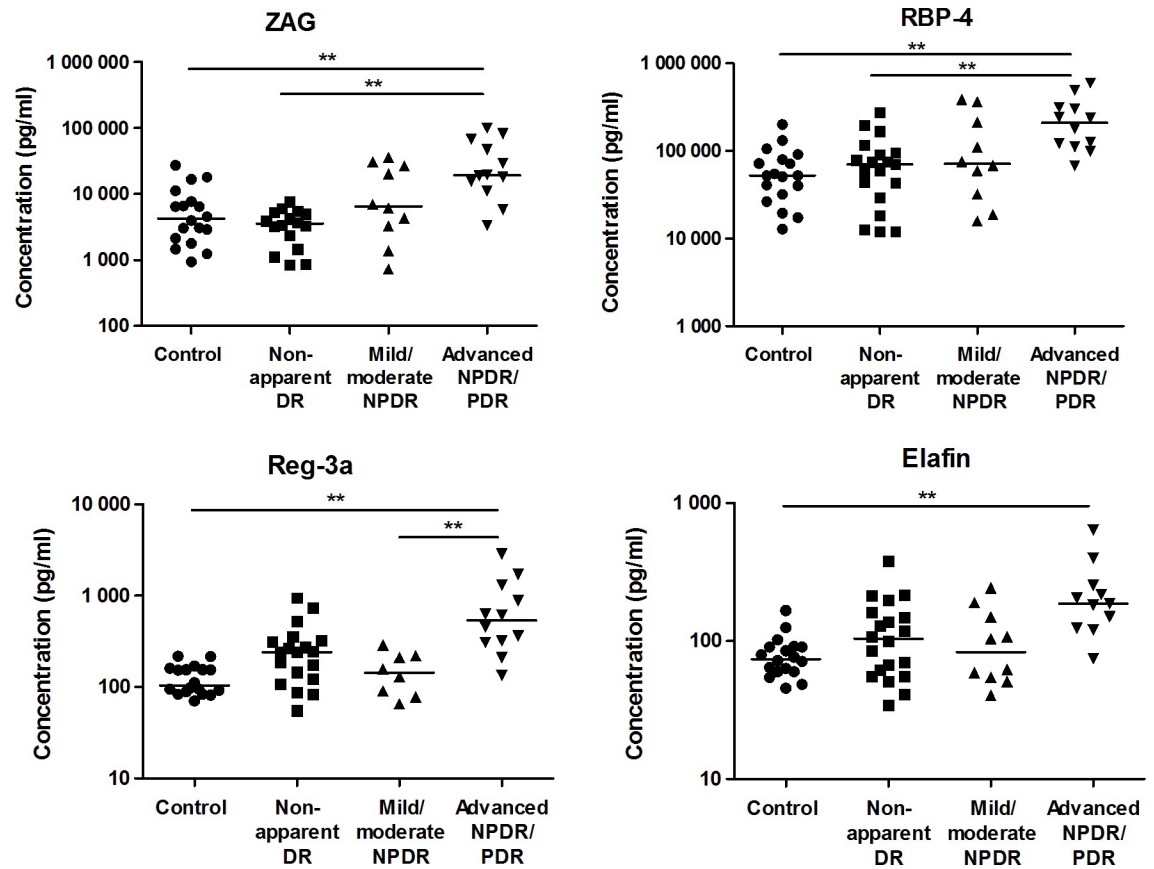 ZAG
**
**
Concentration (pg/ml)
1 000 000
100 000
10 000
1 000
100
Control
Non-
apparent
DR
Mild/
moderate
NPDR
Advanced
NPDR/
PDR
RBP-4
**
**
Concentration (pg/ml)
1 000 000
100 000
10 000
1 000
Control
Non-
apparent
DR
Mild/
moderate
NPDR
Advanced
NPDR/
PDR
Reg-3a
**
**
Concentration (pg/ml)
10 000
1 000
100
10
Control
Non-
apparent
DR
Mild/
moderate
NPDR
Advanced
NPDR/
PDR
Elafin
**
Concentration (pg/ml)
1 000
100
10
Control
Non-
apparent
DR
Mild/
moderate
NPDR
Advanced
NPDR/
PDR